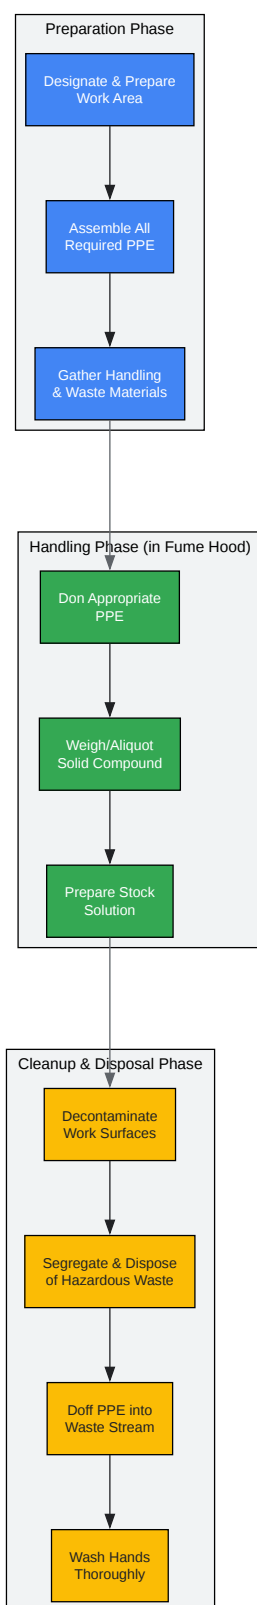 Preparation Phase
Designate & Prepare
Work Area
Assemble All
Required PPE
Gather Handling
& Waste Materials
Handling Phase (in Fume Hood)
Don Appropriate
PPE
Weigh/Aliquot
Solid Compound
Prepare Stock
Solution
Cleanup & Disposal Phase
Decontaminate
Work Surfaces
Segregate & Dispose
of Hazardous Waste
Doff PPE into
Waste Stream
Wash Hands
Thoroughly